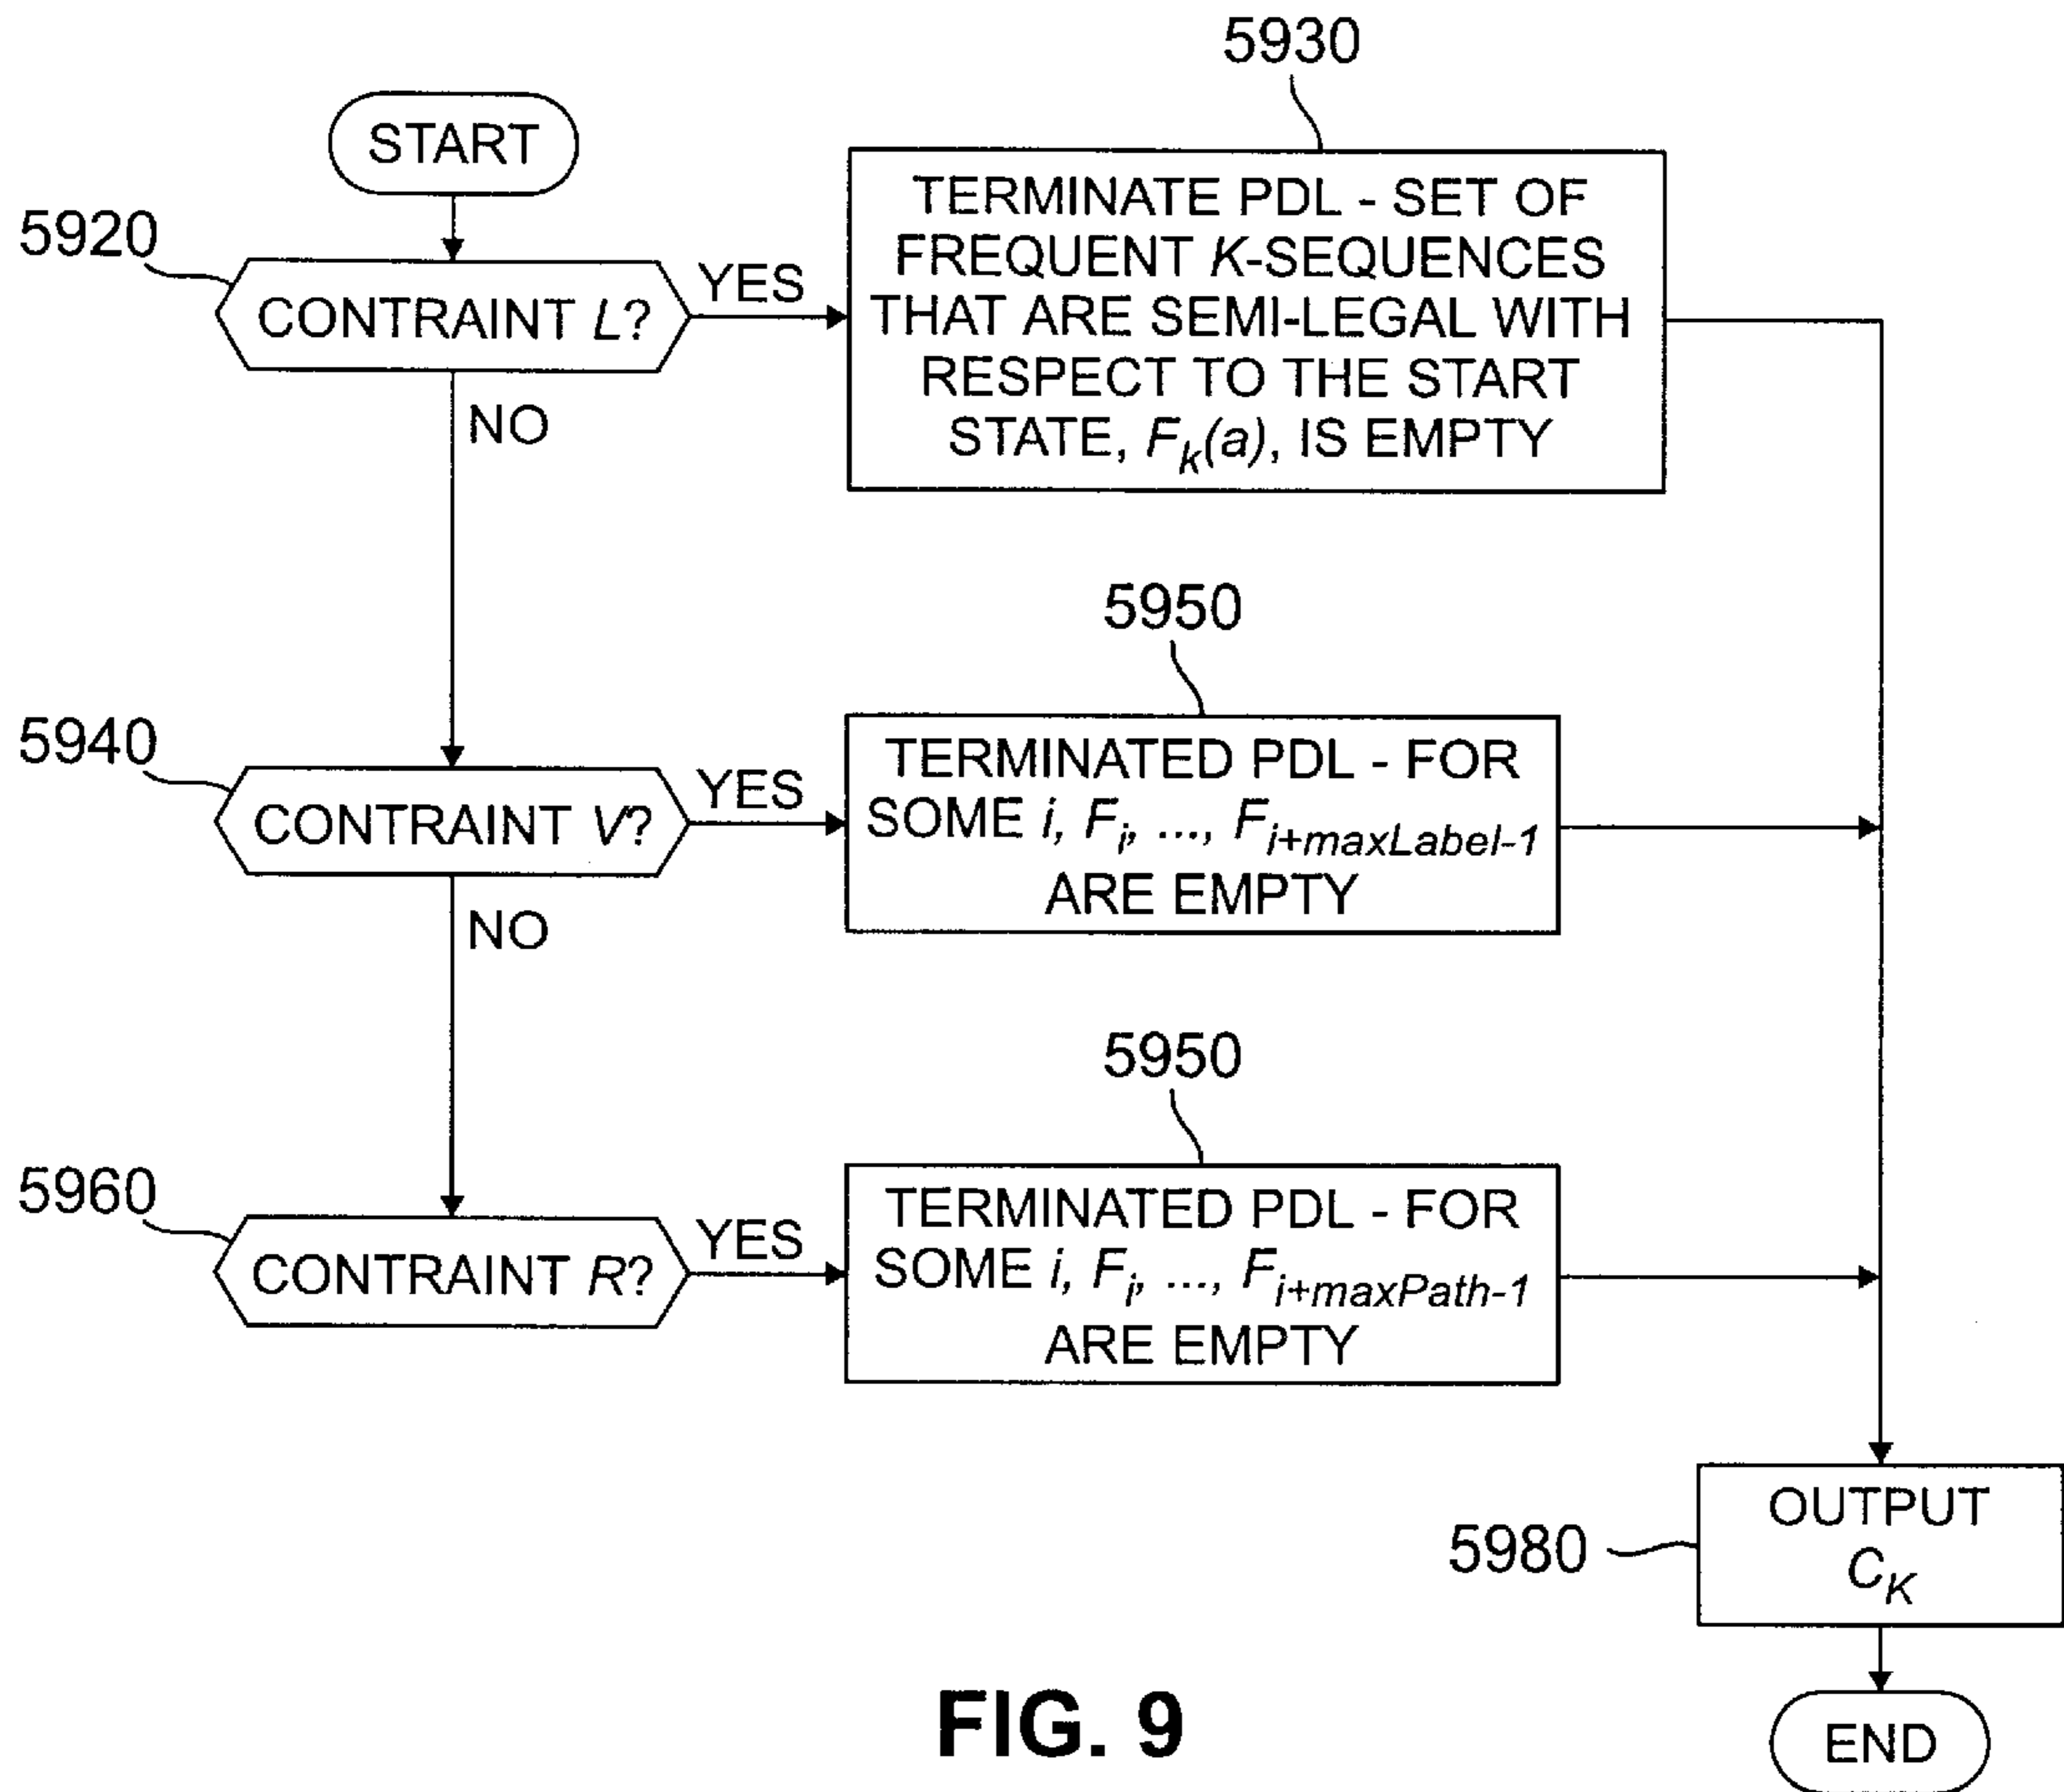 5930
START
5920
CONTRAINT L?
YES
TERMINATE PDL - SET OF
FREQUENT K-SEQUENCES
THAT ARE SEMI-LEGAL WITH
RESPECT TO THE START
STATE, Fk(a), IS EMPTY
NO
5950
5940
CONTRAINT V?
YES
TERMINATED PDL - FOR
SOME i, Fi, ..., Fi+maxLabel-1
ARE EMPTY
NO
5950
5960
CONTRAINT R?
YES
TERMINATED PDL - FOR
SOME i, Fi, ..., Fi+maxPath-1
ARE EMPTY
5980
OUTPUT
CK
END
FIG. 9